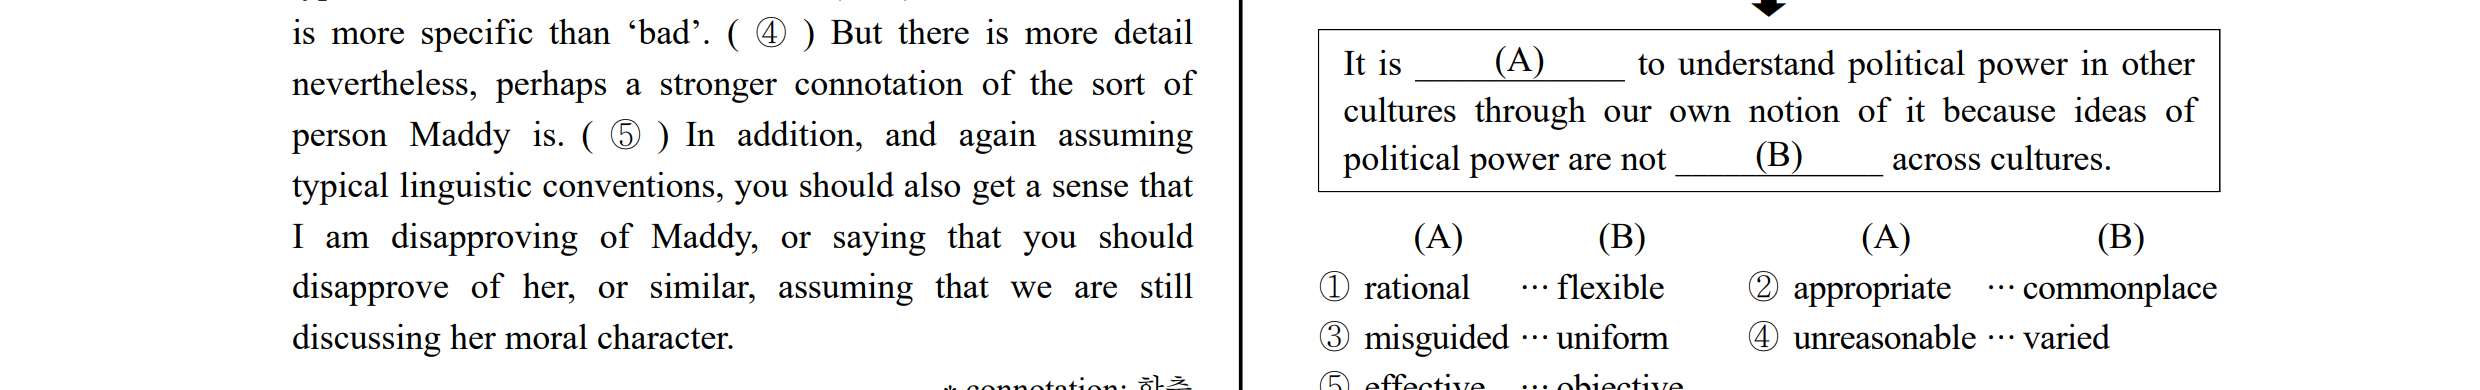 is more specific than ‘bad’. ( ④ ) But there is more detail
nevertheless, perhaps a stronger connotation of the sort of
person Maddy is. ( ⑤ ) In addition, and again assuming
typical linguistic conventions, you should also get a sense that
I am disapproving of Maddy, or saying that you should
disapprove of her, or similar, assuming that we are still
discussing her moral character.
* connotation: 함축
It is (A) to understand political power in other
cultures through our own notion of it because ideas of
political power are not (B) across cultures.
(A) (B) (A) (B)
① rational ··· flexible ② appropriate ··· commonplace
③ misguided ··· uniform ④ unreasonable ··· varied
⑤ effective ··· objective